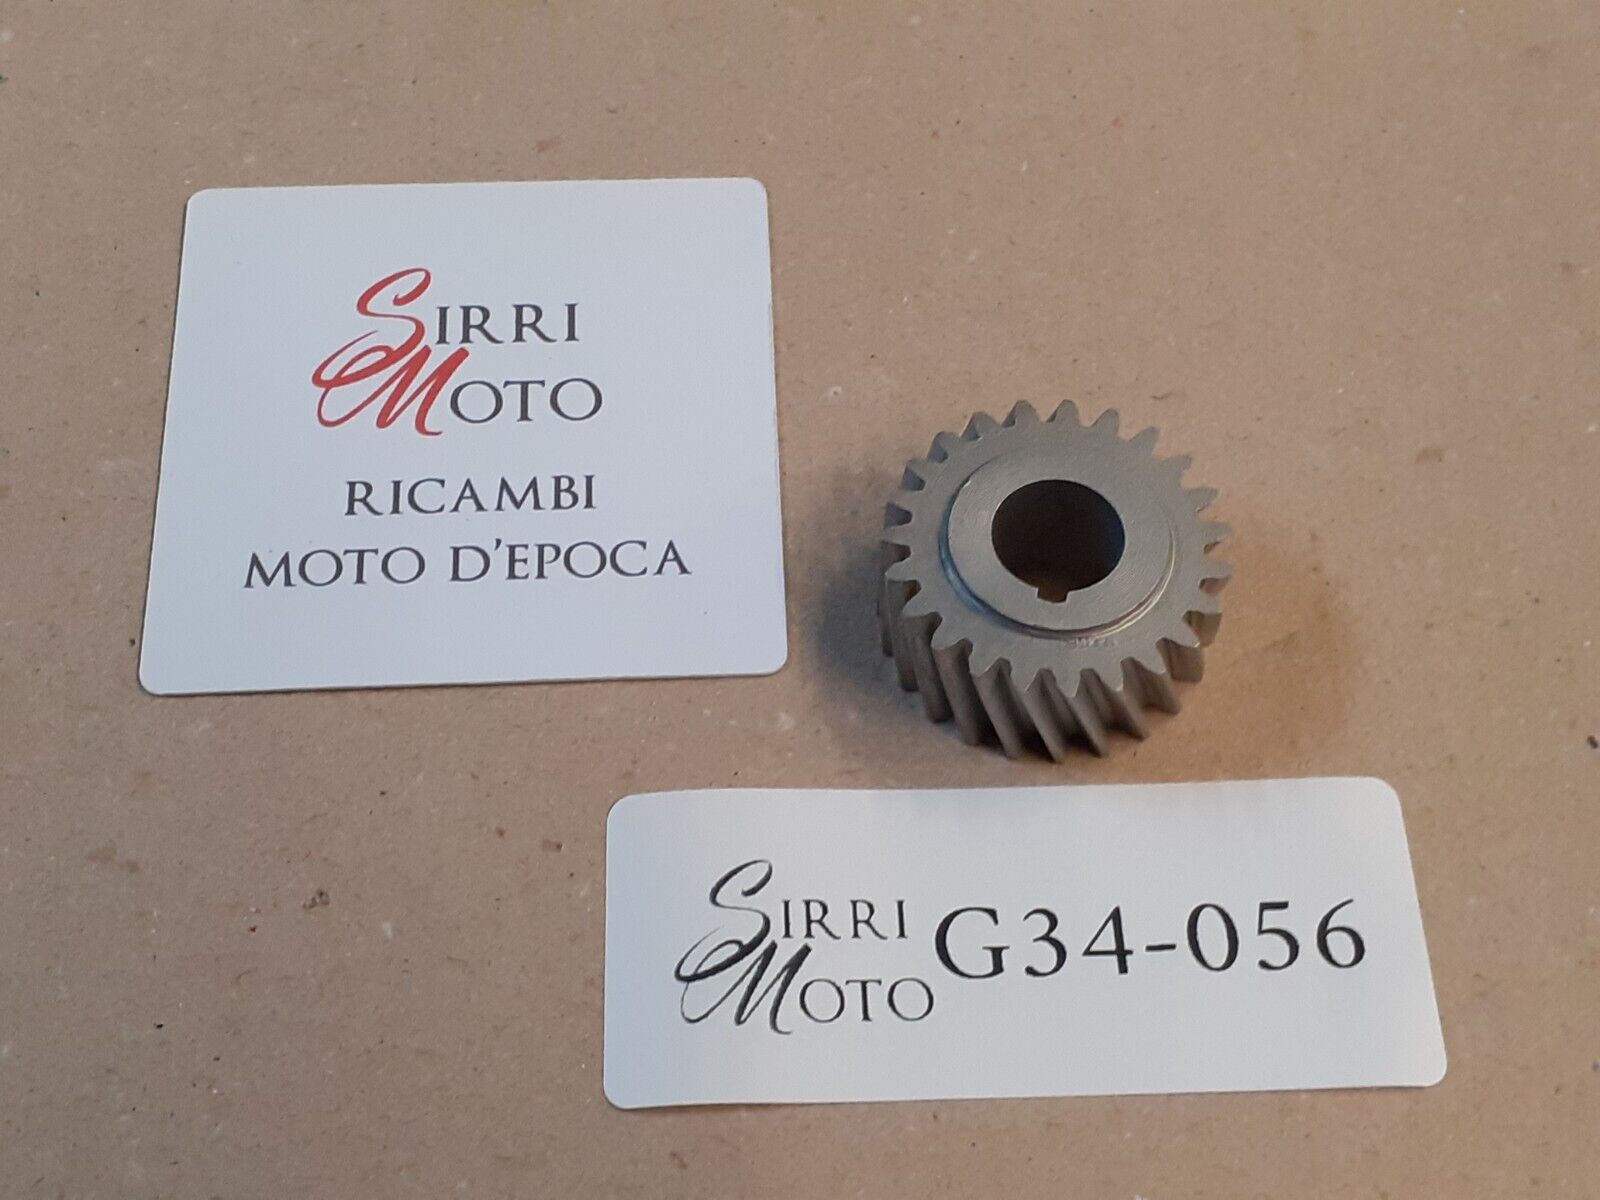 SIRRI
MOTO
RICAMBI
MOTO D'EPOCA
SIRRI
MOTO
G34-056